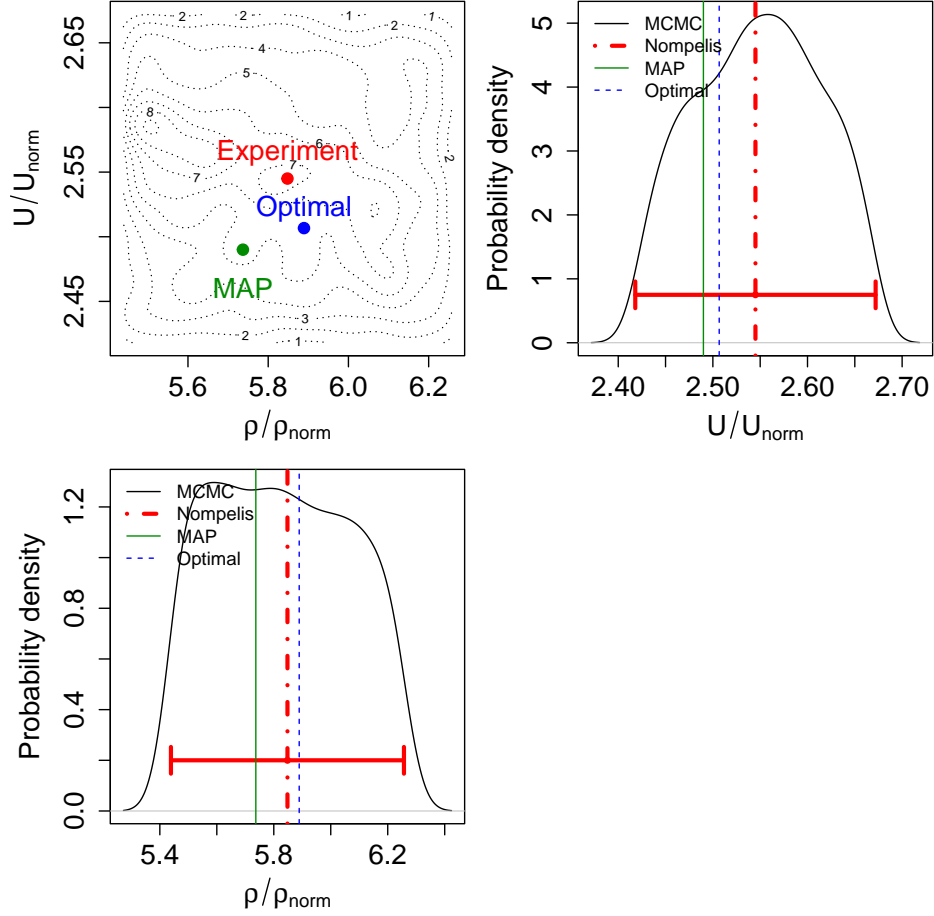 2.65
2.55
2.45
U/U_norm
2
2
2
1
1
4
5
8
6
7
7
2
Experiment
Optimal
MAP
3
2
1
5.6
5.8
6.0
6.2
ρ/ρ_norm
MCMC
Nompelis
MAP
Optimal
5
4
3
2
1
0
Probability density
2.40
2.50
2.60
2.70
U/U_norm
MCMC
Nompelis
MAP
Optimal
1.2
0.8
0.4
0.0
Probability density
5.4
5.8
6.2
ρ/ρ_norm